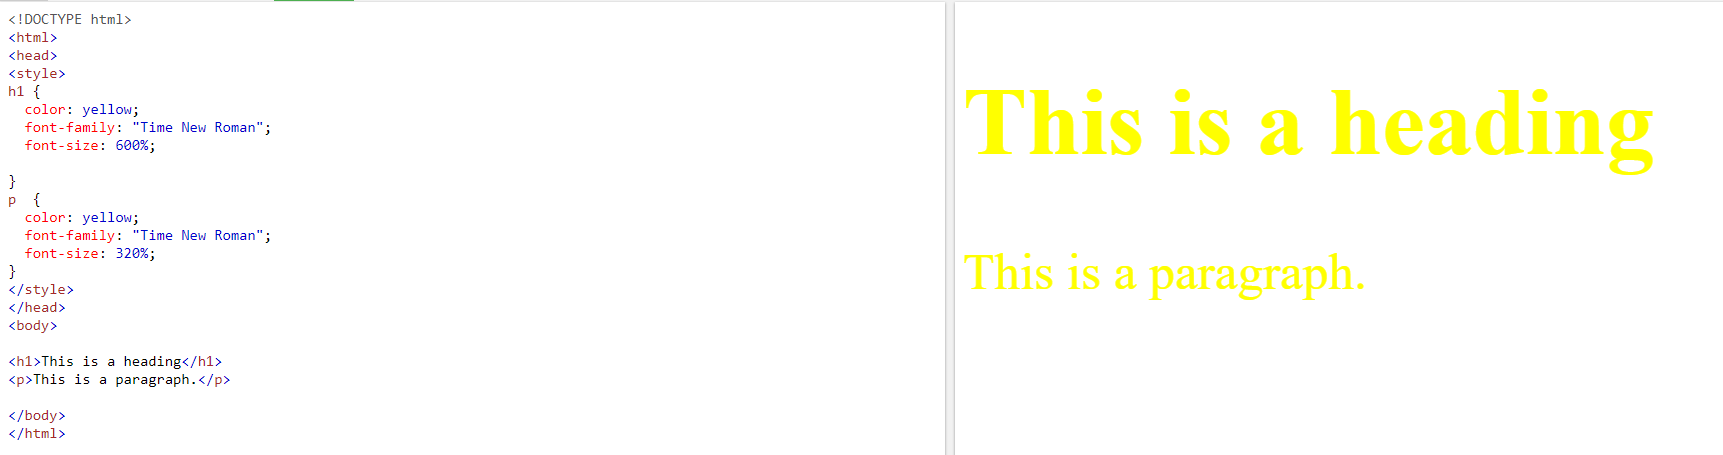 <!DOCTYPE html>
<html>
<head>
<style>
h1 {
  color: yellow;
  font-family: "Time New Roman";
  font-size: 600%;

}
p  {
  color: yellow;
  font-family: "Time New Roman";
  font-size: 320%;
}
</style>
</head>
<body>

<h1>This is a heading</h1>
<p>This is a paragraph.</p>

</body>
</html>
This is a heading
This is a paragraph.